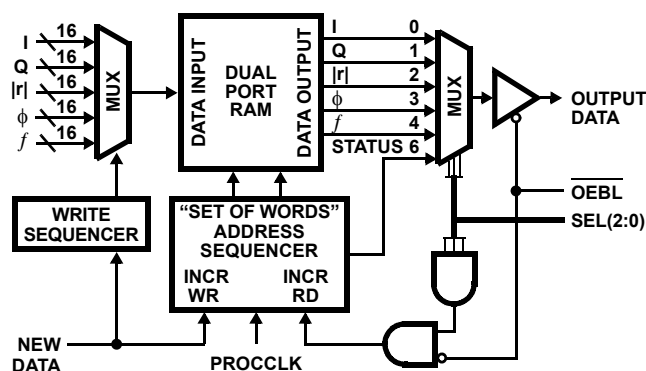 I 16
Q 16
|r| 16
ϕ 16
f 16
MUX
DATA INPUT
DUAL
PORT
RAM
DATA OUTPUT
I 0
Q 1
|r| 2
ϕ 3
f 4
STATUS 6
MUX
OUTPUT
DATA
OEBL
SEL(2:0)
WRITE
SEQUENCER
“SET OF WORDS”
ADDRESS
SEQUENCER
INCR
WR
INCR
RD
NEW
DATA
PROCCLK